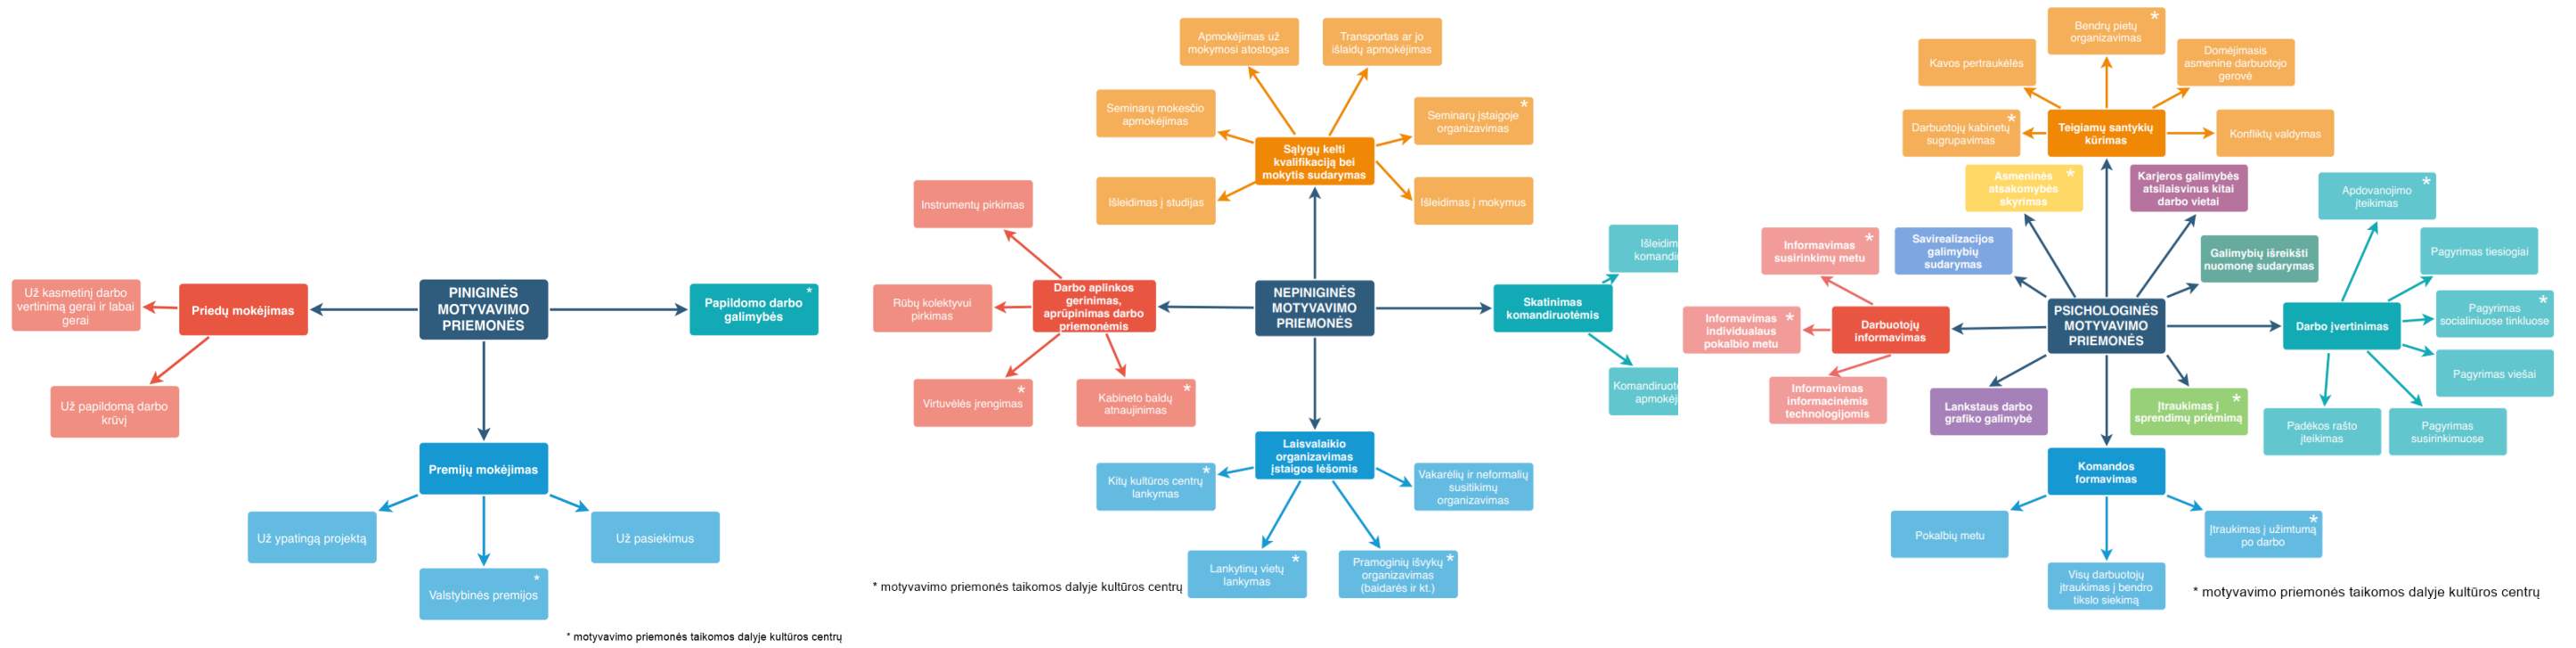 Už kasmetinį darbo
vertinimą gerai ir labai
gerai
Priedų mokėjimas
PINIGINĖS
MOTYVAVIMO
PRIEMONĖS
Papildomo darbo *
galimybės
Už papildomą darbo
krūvį
Premijų mokėjimas
Už ypatingą projektą
Už pasiekimus
Valstybinės premijos *
* motyvavimo priemonės taikomos dalyje kultūros centrų
Apmokėjimas už
mokymosi atostogas
Transportas ar jo
išlaidų apmokėjimas
Seminarų mokesčio
apmokėjimas
Seminarų įstaigoje *
organizavimas
Sąlygų kelti
kvalifikaciją bei
mokytis sudarymas
Išleidimas į studijas
Išleidimas į mokymus
Instrumentų pirkimas
Rūbų kolektyvui
pirkimas
Darbo aplinkos
gerinimas,
aprūpinimas darbo
priemonėmis
NEPINIGINĖS
MOTYVAVIMO
PRIEMONĖS
Skatinimas
komandiruotėmis
Virtuvėlės įrengimas *
Kabineto baldų *
atnaujinimas
Laisvalaikio
organizavimas
įstaigos lėšomis
Kitų kultūros centrų *
lankymas
Vakarėlių ir neformalių
susitikimų
organizavimas
Lankytinų vietų *
lankymas
Pramoginių išvykų *
organizavimas
(baidarės ir kt.)
* motyvavimo priemonės taikomos dalyje kultūros centrų
Bendrų pietų *
organizavimas
Kavos pertraukėlės
Domėjimasis
asmenine darbuotojo
gerove
Darbuotojų kabinetų *
sugrupavimas
Teigiamų santykių
kūrimas
Konfliktų valdymas
Asmeninės *
atsakomybės
skyrimas
Karjeros galimybės
atsilaisvinus kitai
darbo vietai
Apdovanojimo *
įteikimas
Informavimas *
susirinkimų metu
Savirealizacijos
galimybių
sudarymas
Galimybių išreikšti
nuomonę sudarymas
Pagyrimas tiesiogiai
Informavimas *
individualaus
pokalbio metu
Darbuotojų
informavimas
PSICHOLOGINĖS
MOTYVAVIMO
PRIEMONĖS
Darbo įvertinimas
Pagyrimas *
socialiniuose tinkluose
Pagyrimas viešai
Informavimas
informacinėmis
technologijomis
Lankstaus darbo
grafiko galimybė
Įtraukimas į *
sprendimų priėmimą
Padėkos rašto
įteikimas
Pagyrimas
susirinkimuose
Komandos
formavimas
Pokalbių metu
Įtraukimas į užimtumą *
po darbo
Visų darbuotojų
įtraukimas į bendro
tikslo siekimą
* motyvavimo priemonės taikomos dalyje kultūros centrų